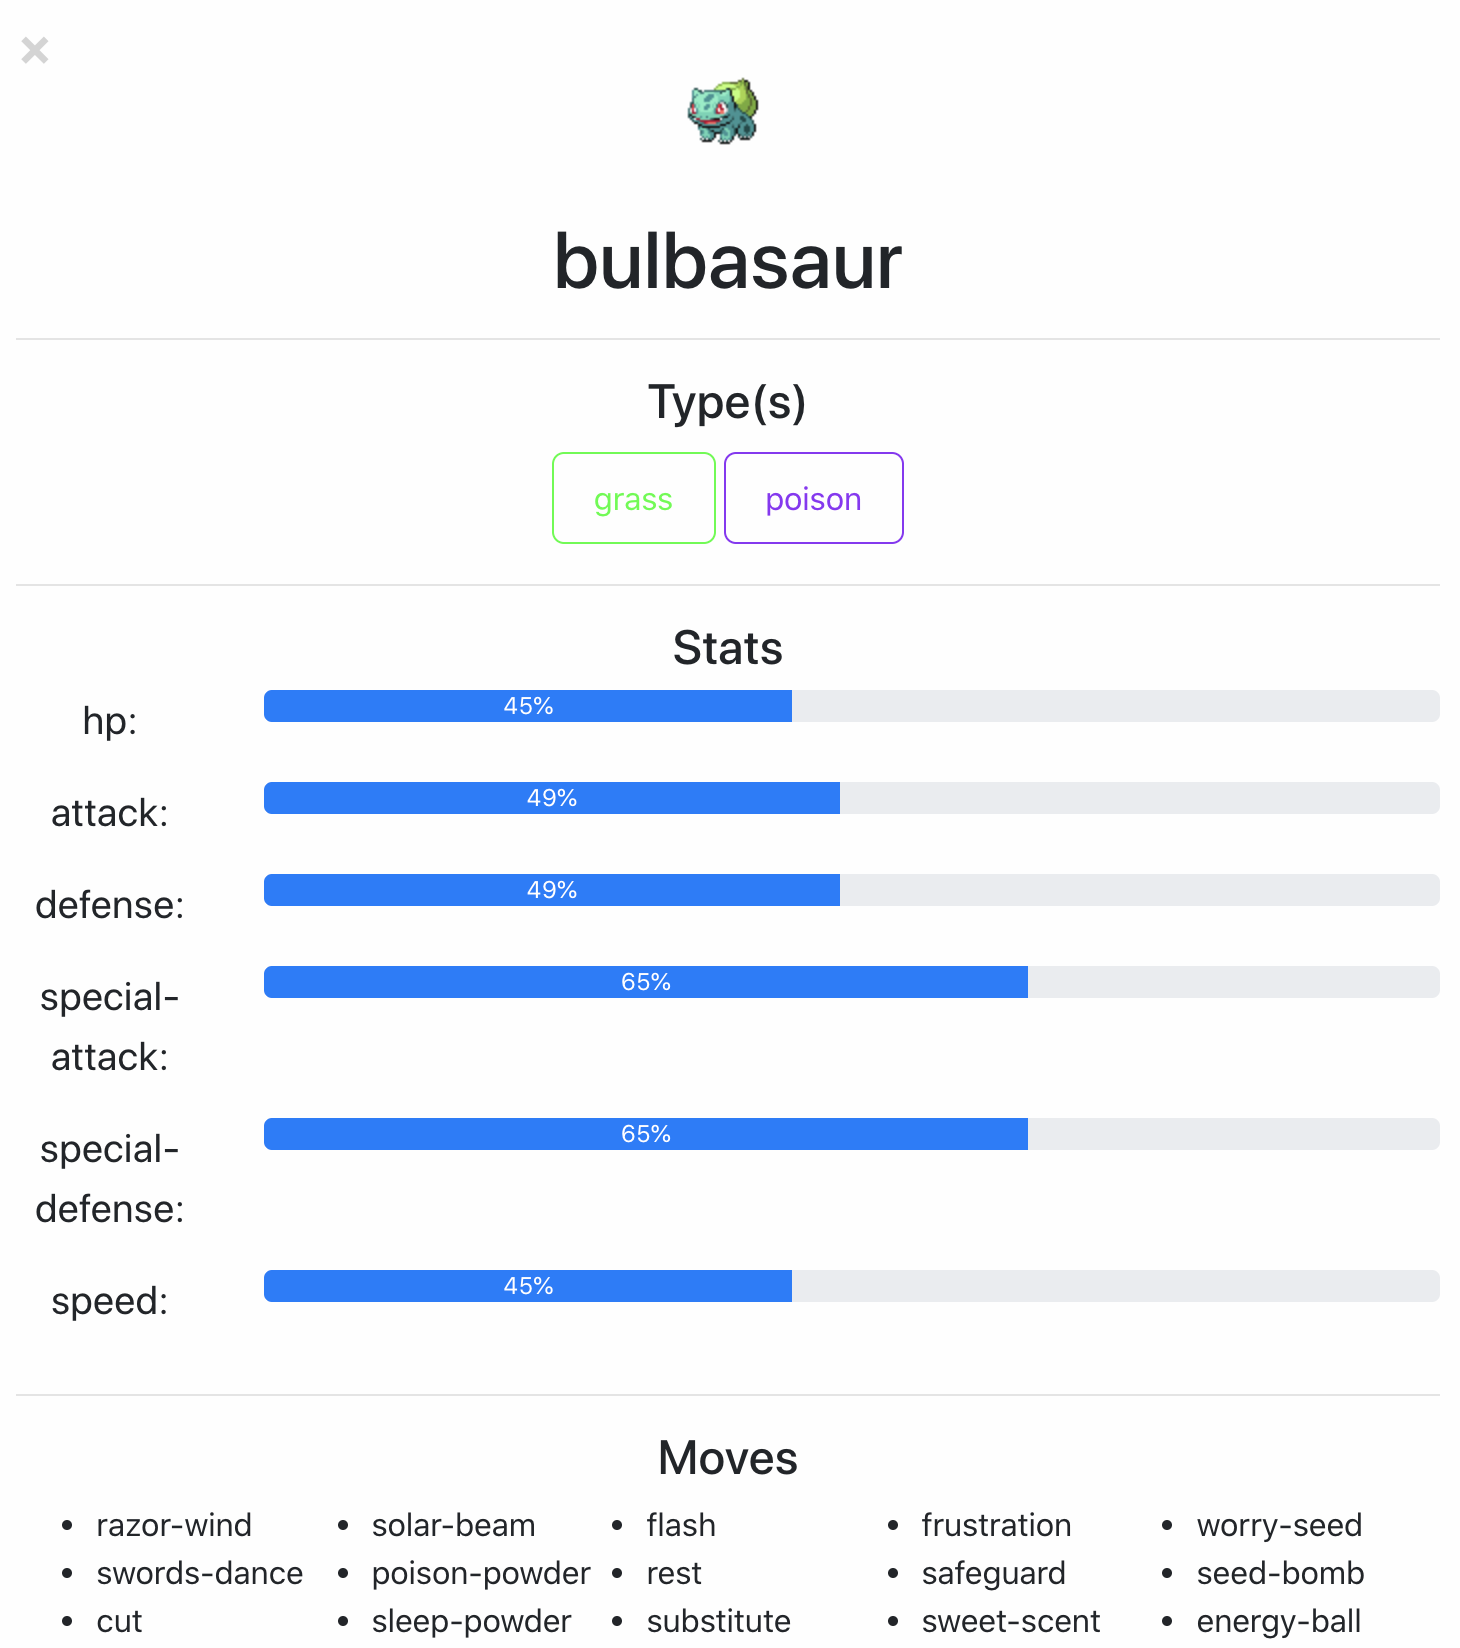 ×
bulbasaur
Type(s)
grass poison
Stats
hp: 45%
attack: 49%
defense: 49%
special- 65%
attack:
special- 65%
defense:
speed: 45%
Moves
• razor-wind • solar-beam • flash • frustration • worry-seed
• swords-dance • poison-powder • rest • safeguard • seed-bomb
• cut • sleep-powder • substitute • sweet-scent • energy-ball